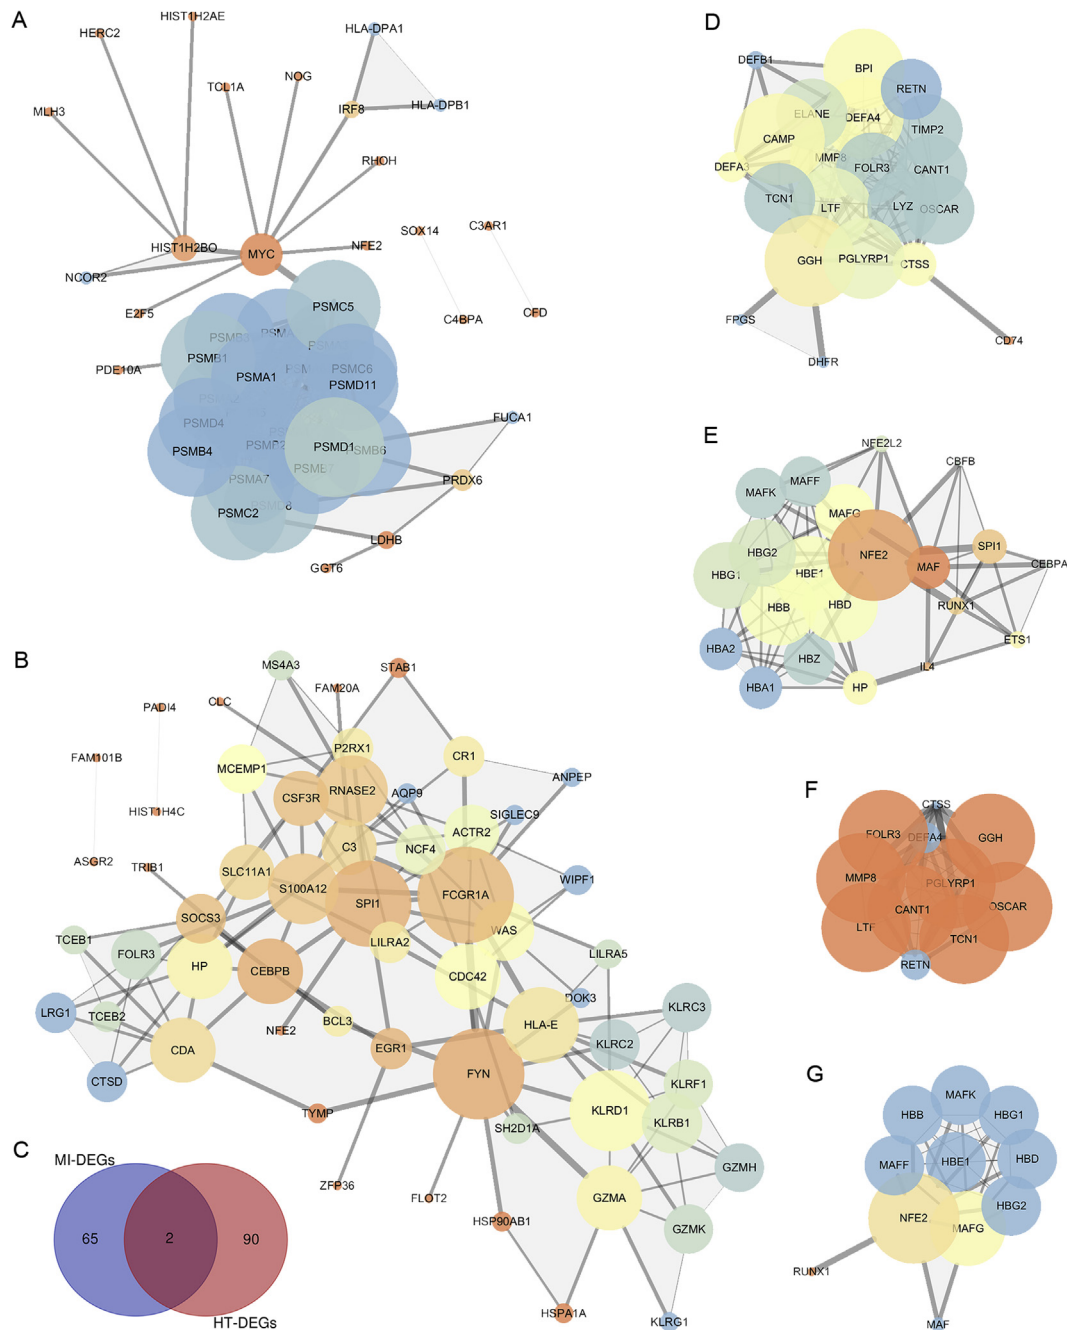 A
HIST1H2AE
HERC2
HLA-DPA1
NOG
TCL1A
IRF8
HLA-DPB1
MLH3
RHOH
SOX14
C3AR1
HIST1H2BO
MYC
NFE2
NCOR2
E2F5
PSMC5
C4BPA
CFD
PSMB1
PDE10A
PSMA1
PSMC6
PSMD11
PSMD4
FUCA1
PSMB4
PSMB2
PSMD1
PSMB6
PSMB7
PSMA7
PRDX6
PSMC2
LDHB
GGT6
B
MS4A3
STAB1
FAM20A
CLC
PADI4
P2RX1
CR1
FAM101B
MCEMP1
ANPEP
CSF3R
RNASE2
AQP9
HIST1H4C
SIGLEC9
ACTR2
C3
NCF4
ASGR2
TRIB1
SLC11A1
S100A12
FCGR1A
WIPF1
SPI1
SOCS3
WAS
TCEB1
LILRA2
FOLR3
LILRA5
HP
CEBPB
CDC42
DOK3
LRG1
TCEB2
KLRC3
BCL3
HLA-E
NFE2
KLRC2
CDA
EGR1
CTSD
FYN
KLRF1
TYMP
KLRD1
KLRB1
SH2D1A
GZMH
ZFP36
FLOT2
GZMA
HSP90AB1
GZMK
HSPA1A
KLRG1
C
MI-DEGs
65
2
90
HT-DEGs
D
DEFB1
BPI
RETN
ELANE
DEFA4
TIMP2
CAMP
MMP8
DEFA3
FOLR3
CANT1
TCN1
LTF
LYZ
OSCAR
GGH
PGLYRP1
CTSS
FPGS
DHFR
CD74
E
NFE2L2
CBFB
MAFF
MAFK
MAFG
SPI1
HBG2
NFE2
MAF
CEBPA
HBG1
HBE1
HBB
HBD
RUNX1
ETS1
HBA2
HBZ
IL4
HBA1
HP
F
CTSS
FOLR3
DEFA4
GGH
MMP8
PGLYRP1
CANT1
OSCAR
LTF
TCN1
RETN
G
MAFK
HBB
HBG1
MAFF
HBE1
HBD
HBG2
NFE2
MAFG
RUNX1
MAF